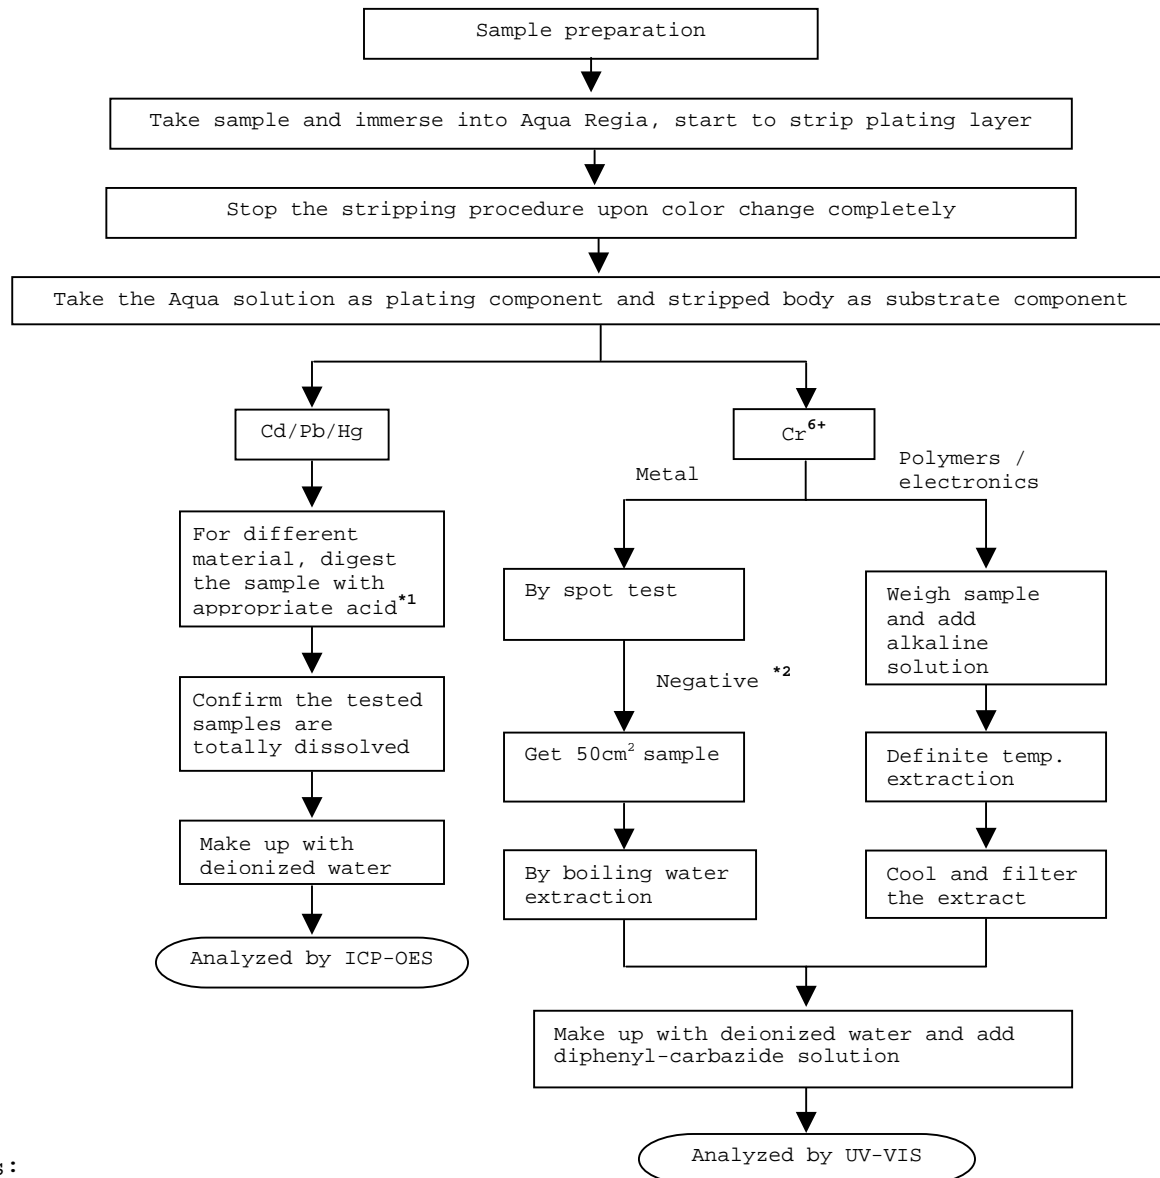 Sample preparation
Take sample and immerse into Aqua Regia, start to strip plating layer
Stop the stripping procedure upon color change completely
Take the Aqua solution as plating component and stripped body as substrate component
Cd/Pb/Hg
Cr6+
Metal
Polymers /
electronics
For different
material, digest
the sample with
appropriate acid*1
By spot test
Weigh sample
and add
alkaline
solution
Negative *2
Confirm the tested
samples are
totally dissolved
Get 50cm2 sample
Definite temp.
extraction
Make up with
deionized water
By boiling water
extraction
Cool and filter
the extract
Analyzed by ICP-OES
Make up with deionized water and add
diphenyl-carbazide solution
Analyzed by UV-VIS
s: